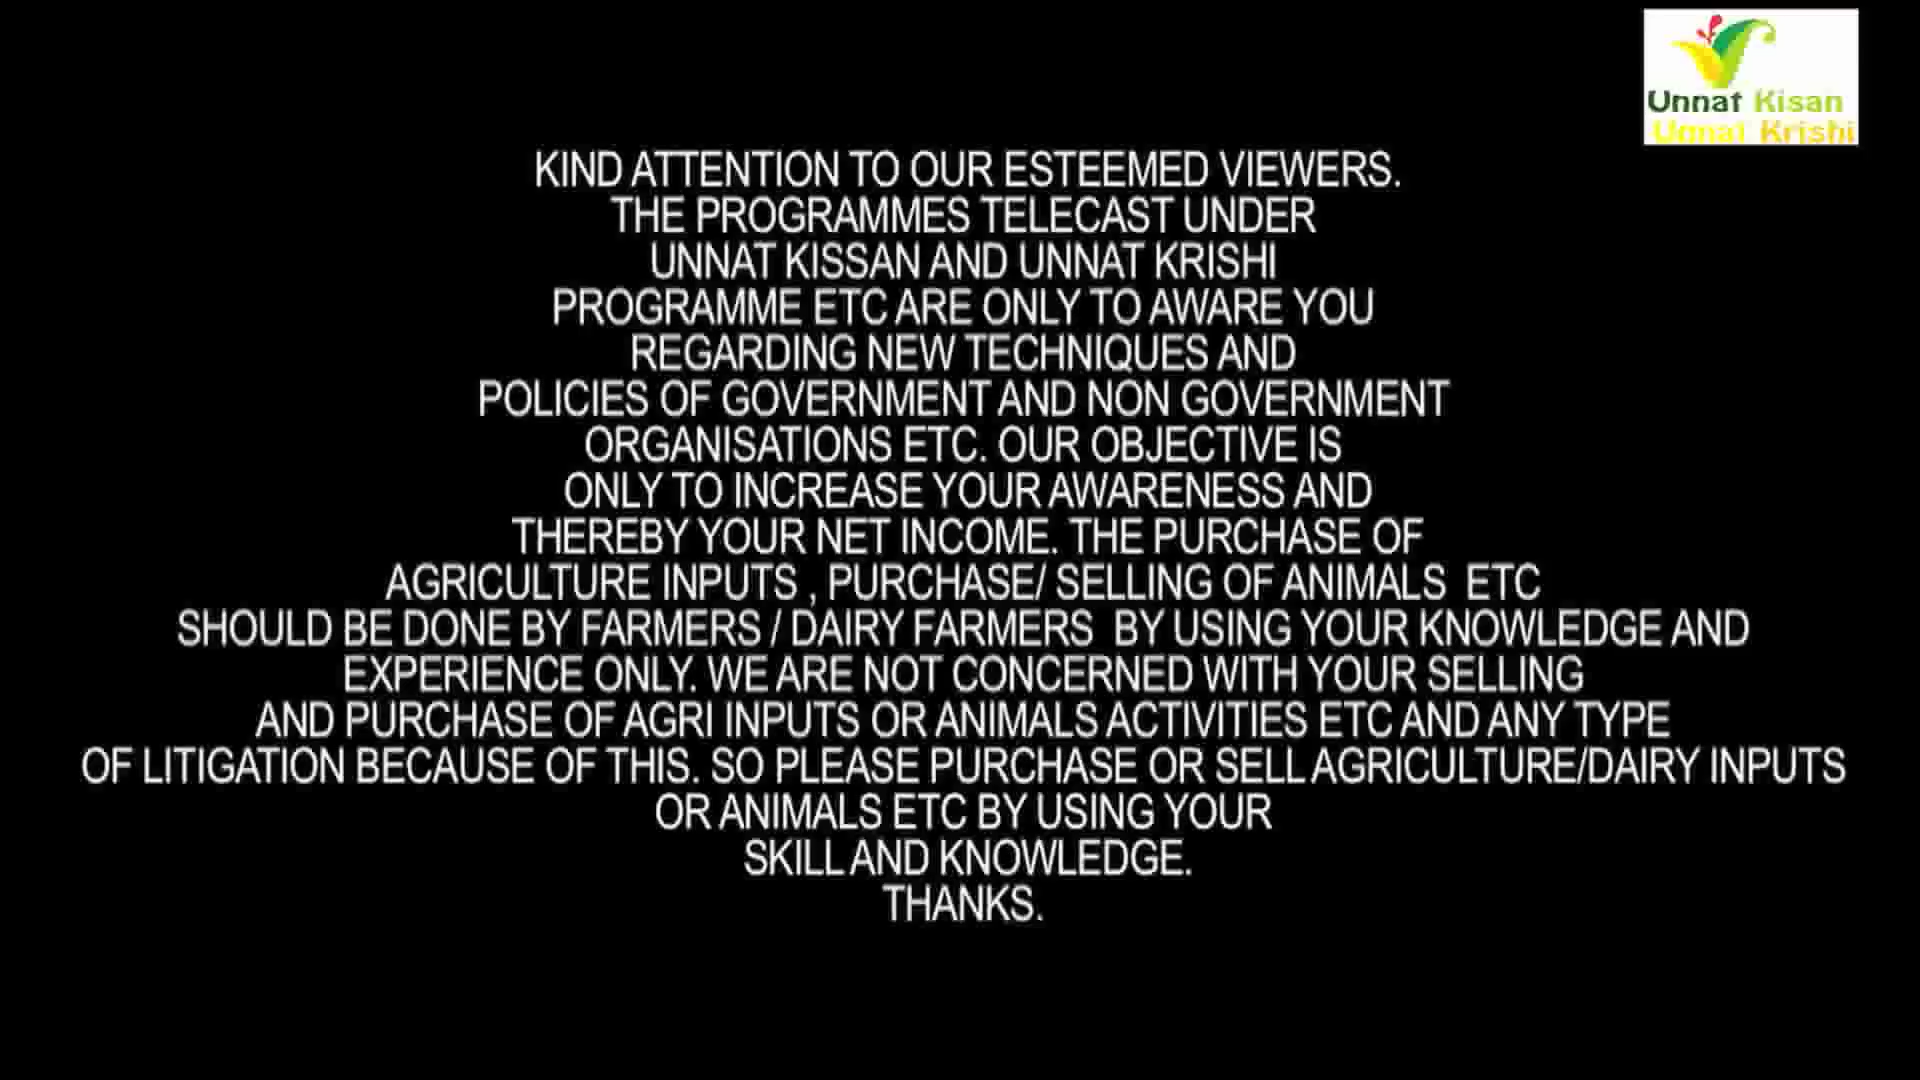 Unnat Kisan
Unnat Krishi
KIND ATTENTION TO OUR ESTEEMED VIEWERS.
THE PROGRAMMES TELECAST UNDER
UNNAT KISSAN AND UNNAT KRISHI
PROGRAMME ETC ARE ONLY TO AWARE YOU
REGARDING NEW TECHNIQUES AND
POLICIES OF GOVERNMENT AND NON GOVERNMENT
ORGANISATIONS ETC. OUR OBJECTIVE IS
ONLY TO INCREASE YOUR AWARENESS AND
THEREBY YOUR NET INCOME. THE PURCHASE OF
AGRICULTURE INPUTS , PURCHASE/ SELLING OF ANIMALS ETC
SHOULD BE DONE BY FARMERS / DAIRY FARMERS BY USING YOUR KNOWLEDGE AND
EXPERIENCE ONLY. WE ARE NOT CONCERNED WITH YOUR SELLING
AND PURCHASE OF AGRI INPUTS OR ANIMALS ACTIVITIES ETC AND ANY TYPE
OF LITIGATION BECAUSE OF THIS. SO PLEASE PURCHASE OR SELL AGRICULTURE/DAIRY INPUTS
OR ANIMALS ETC BY USING YOUR
SKILL AND KNOWLEDGE.
THANKS.